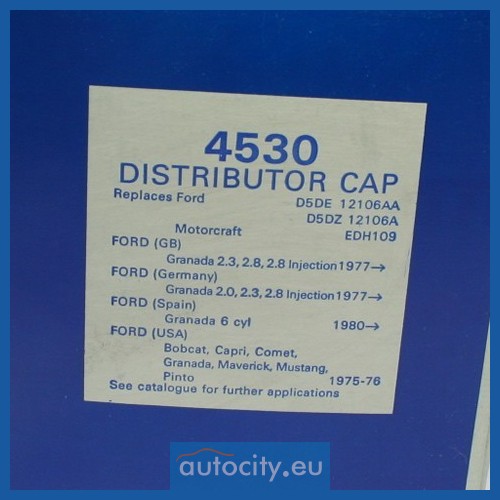 4530
DISTRIBUTOR CAP
Replaces Ford D5DE 12106AA
D5DZ 12106A
Motorcraft EDH109
FORD (GB)
Granada 2.3, 2.8, 2.8 Injection 1977→
FORD (Germany)
Granada 2.0, 2.3, 2.8 Injection 1977→
FORD (Spain)
Granada 6 cyl 1980→
FORD (USA)
Bobcat, Capri, Comet,
Granada, Maverick, Mustang,
Pinto 1975-76
See catalogue for further applications
autocity.eu